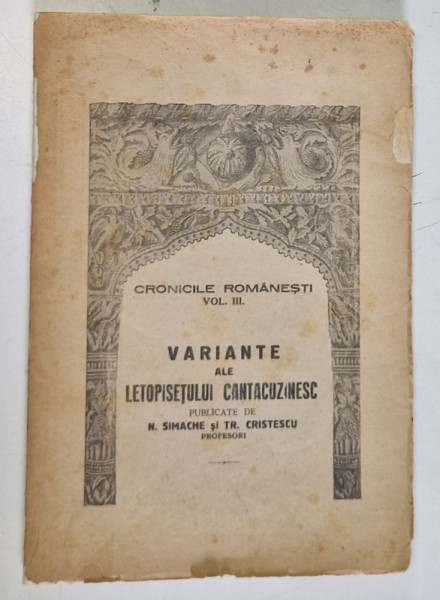 CRONICILE ROMÂNEȘTI
VOL. III.
VARIANTE
ALE
LETOPISEȚULUI CANTACUZINESC
PUBLICATE DE
N. SIMACHE și TR. CRISTESCU
PROFESORI